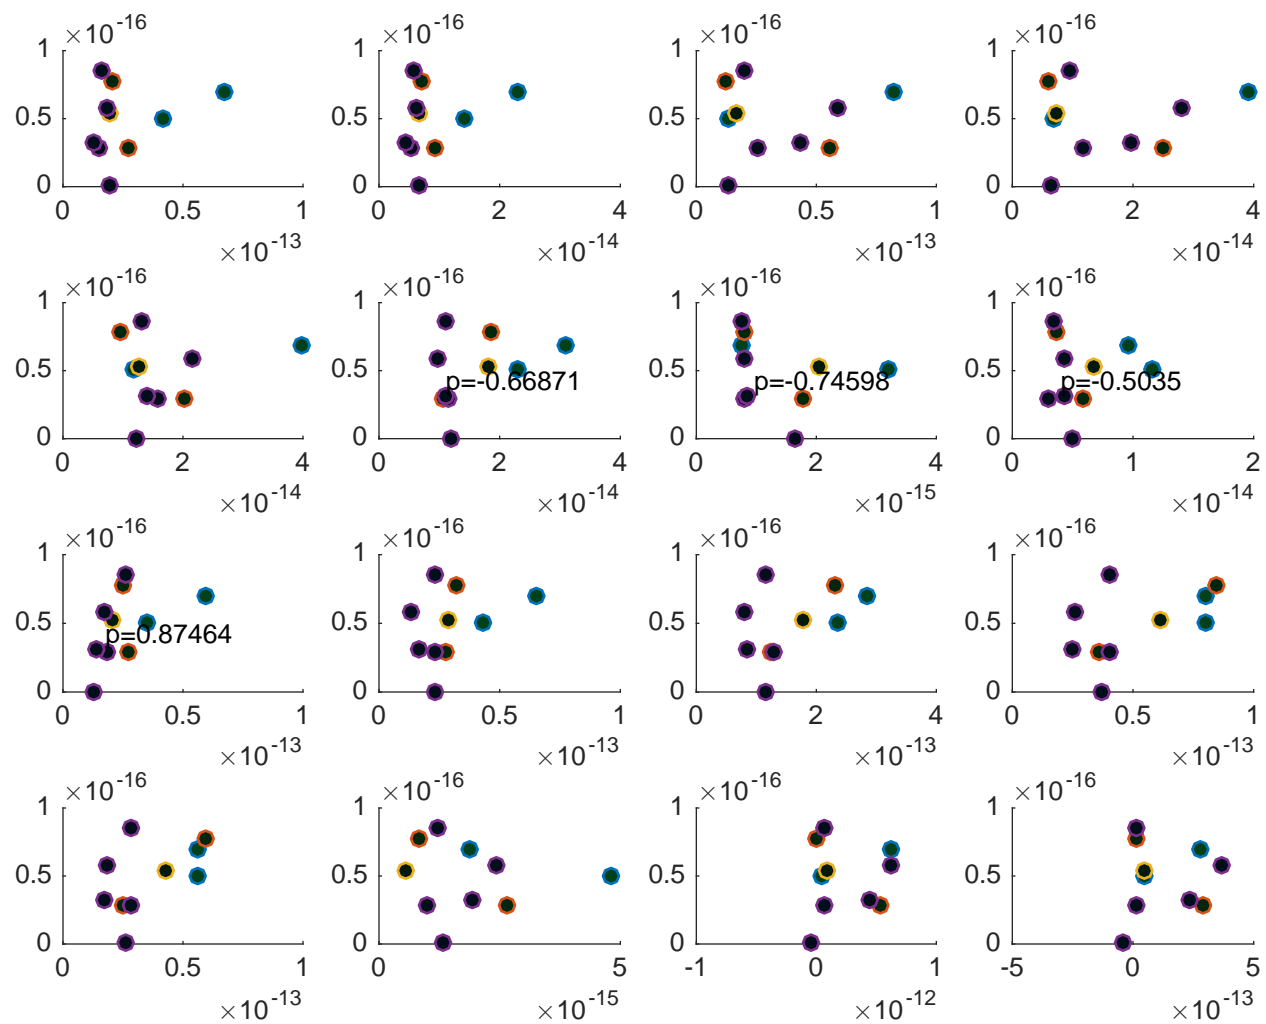 ×10-16 ×10-16 ×10-16 ×10-16
1 1 1 1
0.5 0.5 0.5 0.5
0 0 0 0
0 0.5 1 0 2 4 0 0.5 1 0 2 4
×10-13 ×10-14 ×10-13 ×10-14
×10-16 ×10-16 ×10-16 ×10-16
1 1 1 1
0.5 0.5 0.5 0.5
p=-0.66871 p=-0.74598 p=-0.5035
0 0 0 0
0 2 4 0 2 4 0 2 4 0 1 2
×10-14 ×10-14 ×10-15 ×10-14
×10-16 ×10-16 ×10-16 ×10-16
1 1 1 1
0.5 0.5 0.5 0.5
p=0.87464
0 0 0 0
0 0.5 1 0 0.5 1 0 2 4 0 0.5 1
×10-13 ×10-13 ×10-13 ×10-13
×10-16 ×10-16 ×10-16 ×10-16
1 1 1 1
0.5 0.5 0.5 0.5
0 0 0 0
0 0.5 1 0 5 -1 0 1 -5 0 5
×10-13 ×10-15 ×10-12 ×10-13